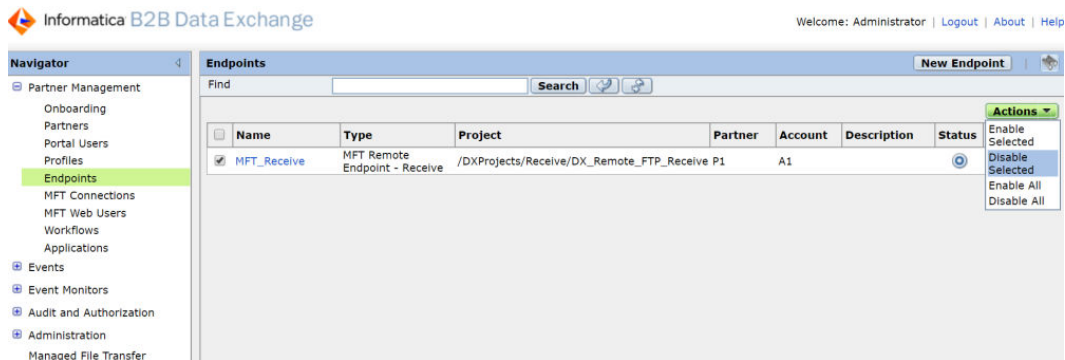 Informatica B2B Data Exchange
Welcome: Administrator | Logout | About | Help
Navigator
Endpoints
New Endpoint
Partner Management
Find
Search
Onboarding
Partners
Portal Users
Profiles
Endpoints
MFT Connections
MFT Web Users
Workflows
Applications
Events
Event Monitors
Audit and Authorization
Administration
Managed File Transfer
Actions
Name Type Project Partner Account Description Status
MFT_Receive MFT Remote /DXProjects/Receive/DX_Remote_FTP_Receive P1 A1
Endpoint - Receive
Enable
Selected
Disable
Selected
Enable All
Disable All